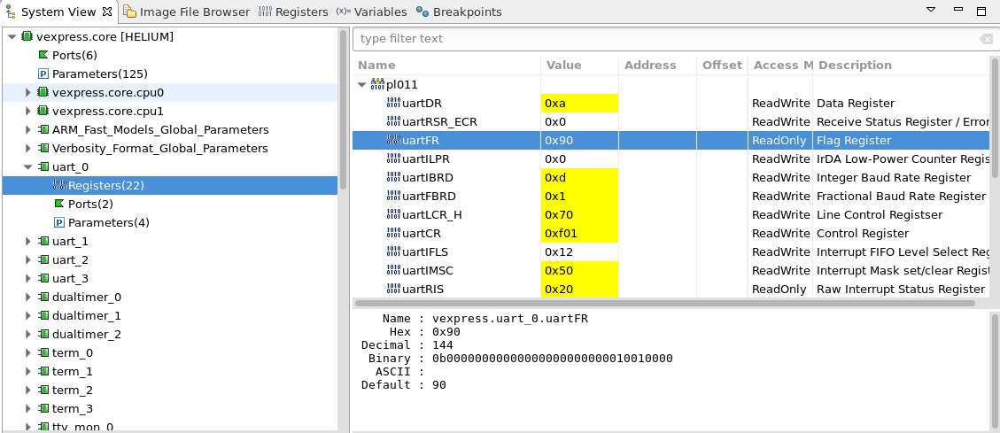 System View Image File Browser Registers (x)= Variables Breakpoints
vexpress.core [HELIUM]
Ports(6)
Parameters(125)
vexpress.core.cpu0
vexpress.core.cpu1
ARM_Fast_Models_Global_Parameters
Verbosity_Format_Global_Parameters
uart_0
Registers(22)
Ports(2)
Parameters(4)
uart_1
uart_2
uart_3
dualtimer_0
dualtimer_1
dualtimer_2
term_0
term_1
term_2
term_3
tty_mon_0
type filter text
Name Value Address Offset Access M Description
pl011
uartDR 0xa ReadWrite Data Register
uartRSR_ECR 0x0 ReadWrite Receive Status Register / Error
uartFR 0x90 ReadOnly Flag Register
uartILPR 0x0 ReadWrite IrDA Low-Power Counter Regis
uartIBRD 0xd ReadWrite Integer Baud Rate Register
uartFBRD 0x1 ReadWrite Fractional Baud Rate Register
uartLCR_H 0x70 ReadWrite Line Control Registser
uartCR 0xf01 ReadWrite Control Register
uartIFLS 0x12 ReadWrite Interrupt FIFO Level Select Reg
uartIMSC 0x50 ReadWrite Interrupt Mask set/clear Regist
uartRIS 0x20 ReadOnly Raw Interrupt Status Register
Name : vexpress.uart_0.uartFR
Hex : 0x90
Decimal : 144
Binary : 0b00000000000000000000000010010000
ASCII :
Default : 90